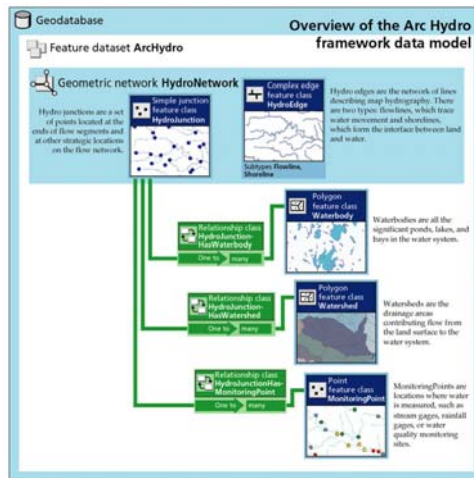 Geodatabase
Overview of the Arc Hydro
framework data model
Feature dataset ArcHydro
Geometric network HydroNetwork
Hydro junctions are a set
of points located at the
ends of flow segments and
at other strategic locations
on the flow network.
Simple junction
feature class
HydroJunction
Complex edge
feature class
HydroEdge
Subtypes Flowline,
Shoreline
Hydro edges are the network of lines
describing map hydrography. There
are two types: flowlines, which trace
water movement and shorelines,
which form the interface between land
and water.
Relationship class
HydroJunction-
HasWaterbody
One to many
Polygon
feature class
Waterbody
Waterbodies are all the
significant ponds, lakes, and
bays in the water system.
Relationship class
HydroJunction-
HasWatershed
One to many
Polygon
feature class
Watershed
Watersheds are the
drainage areas
contributing flow from
the land surface to the
water system.
Relationship class
HydroJunctionHas-
MonitoringPoint
One to many
Point
feature class
MonitoringPoint
MonitoringPoints are
locations where water
is measured, such as
stream gages, rainfall
gages, or water
quality monitoring
sites.